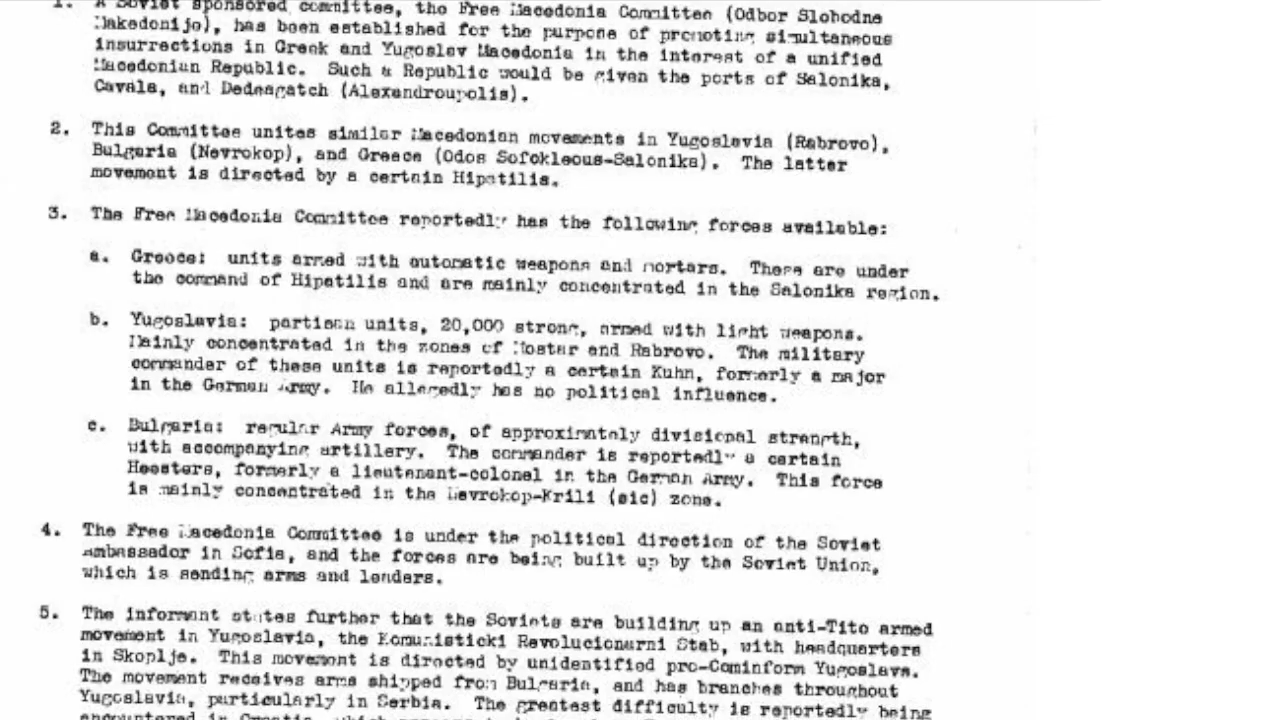 1. A Soviet sponsored committee, the Free Macedonia Committee (Odbor Slobodne
Makedonije), has been established for the purpose of promoting simultaneous
insurrections in Greek and Yugoslav Macedonia in the interest of a unified
Macedonian Republic. Such a Republic would be given the ports of Salonika,
Cavala, and Dedeagatch (Alexandroupolis).
2. This Committee unites similar Macedonian movements in Yugoslavia (Rabrovo),
Bulgaria (Nevrokop), and Greece (Odos Sofokleous-Salonika). The latter
movement is directed by a certain Hipatilis.
3. The Free Macedonia Committee reportedly has the following forces available:
a. Greece: units armed with automatic weapons and mortars. These are under
the command of Hipatilis and are mainly concentrated in the Salonika region.
b. Yugoslavia: partisan units, 20,000 strong, armed with light weapons.
Mainly concentrated in the zones of Mostar and Rabrovo. The military
commander of these units is reportedly a certain Kuhn, formerly a major
in the German Army. He allegedly has no political influence.
c. Bulgaria: regular Army forces, of approximately divisional strength,
with accompanying artillery. The commander is reportedly a certain
Heesters, formerly a lieutenant-colonel in the German Army. This force
is mainly concentrated in the Nevrokop-Krili (sic) zone.
4. The Free Macedonia Committee is under the political direction of the Soviet
Ambassador in Sofia, and the forces are being built up by the Soviet Union,
which is sending arms and leaders.
5. The informant states further that the Soviets are building up an anti-Tito armed
movement in Yugoslavia, the Komunisticki Revolucionarni Stab, with headquarters
in Skoplje. This movement is directed by unidentified pro-Cominform Yugoslavs.
The movement receives arms shipped from Bulgaria, and has branches throughout
Yugoslavia, particularly in Serbia. The greatest difficulty is reportedly being
encountered in Croatia, which